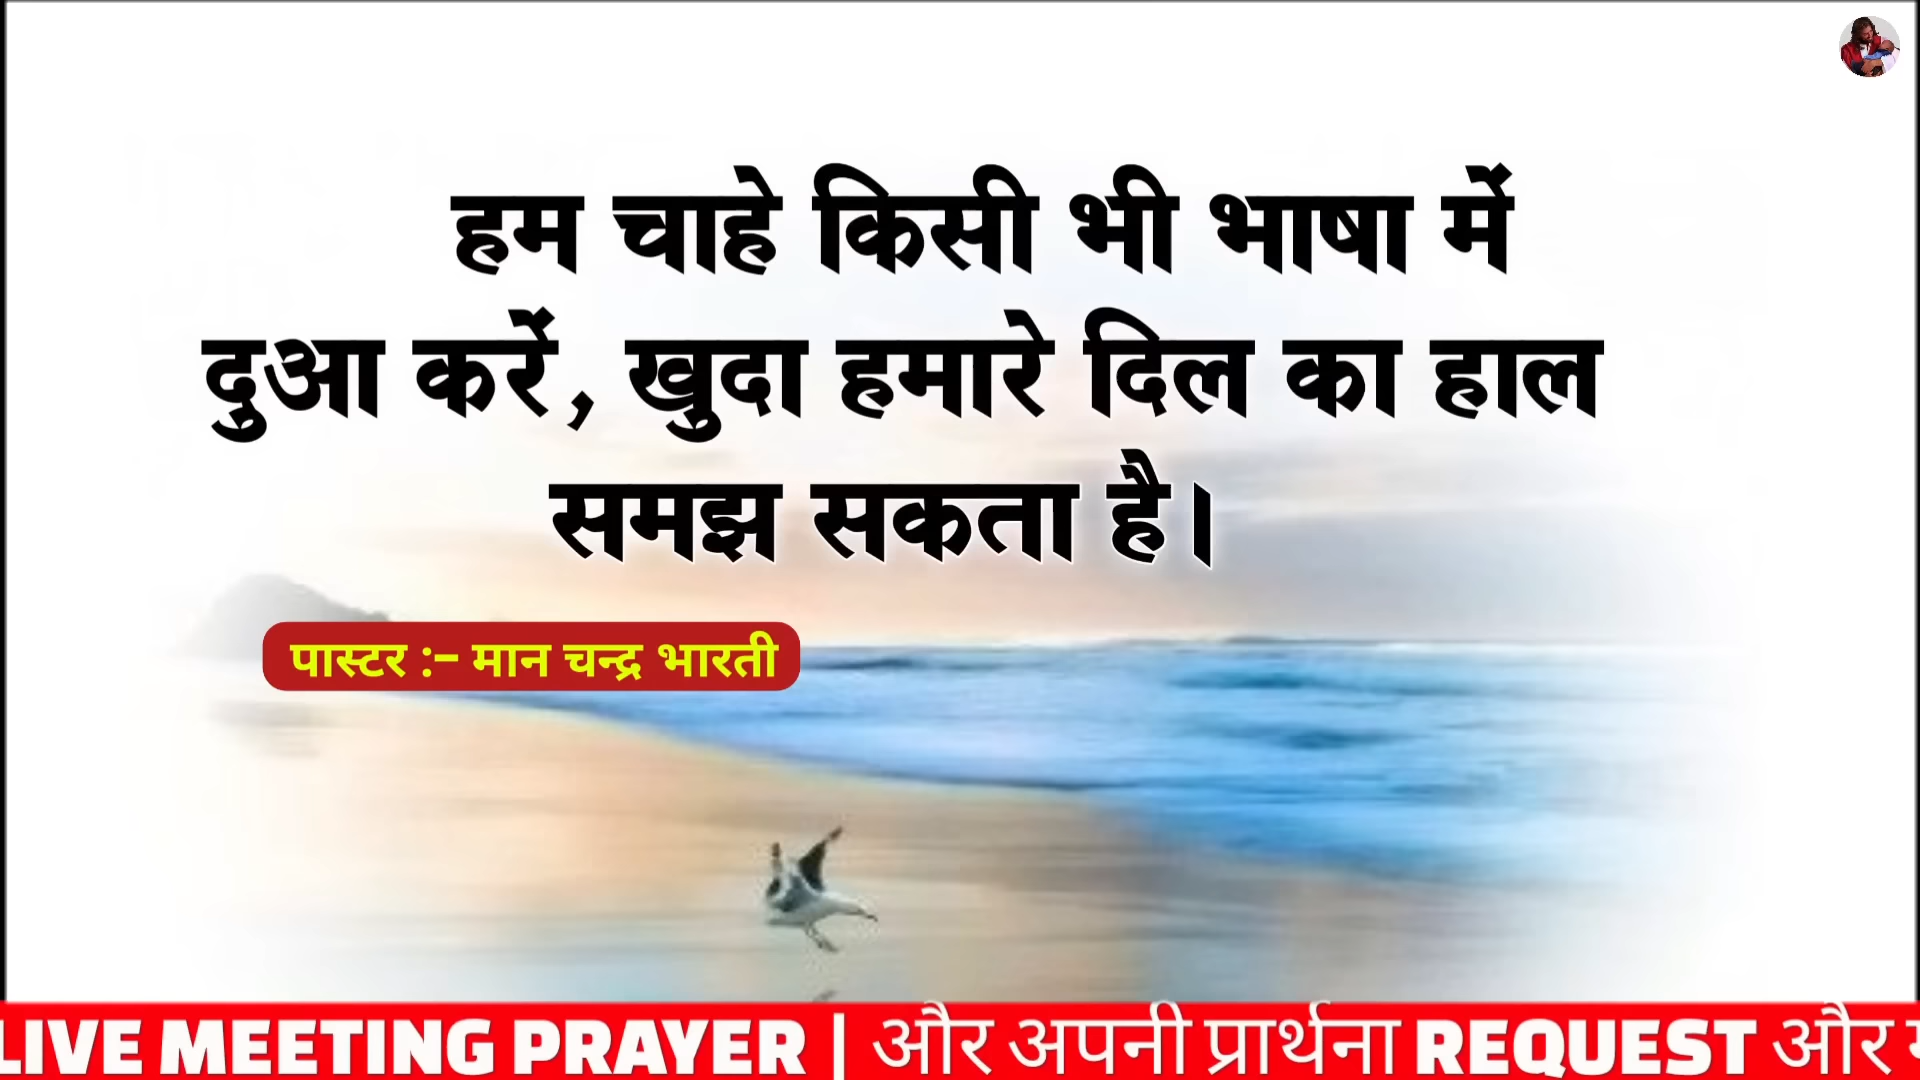 हम चाहे किसी भी भाषा में
दुआ करें, खुदा हमारे दिल का हाल
समझ सकता है।
पास्टर :- मान चन्द्र भारती
LIVE MEETING PRAYER | और अपनी प्रार्थना REQUEST और